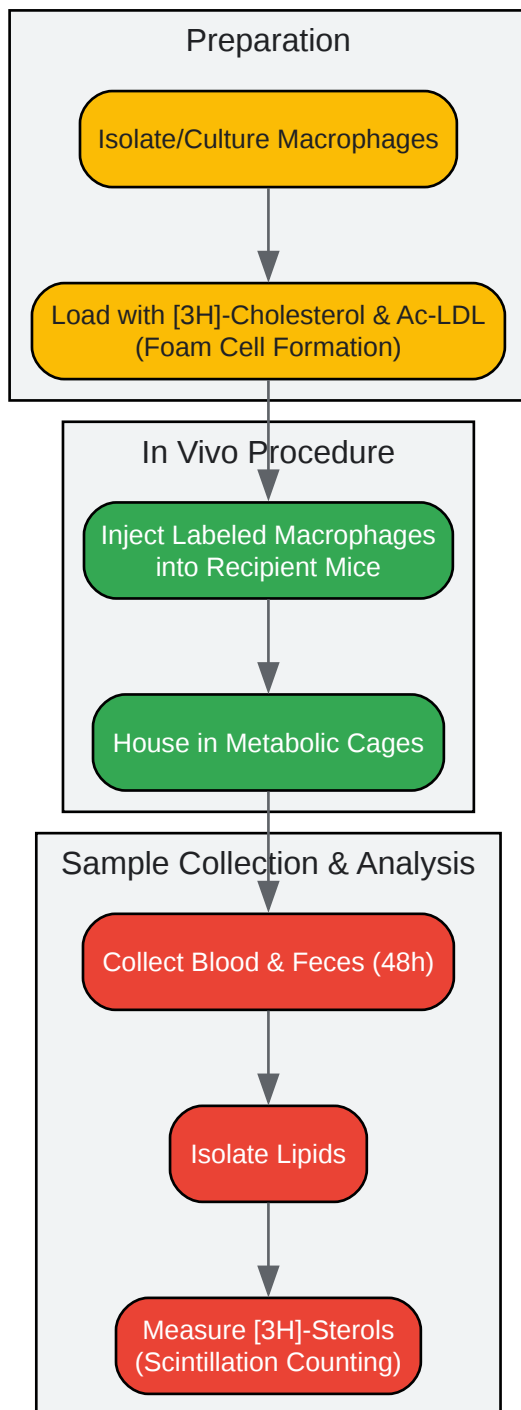 Preparation
Isolate/Culture Macrophages
Load with [3H]-Cholesterol & Ac-LDL
(Foam Cell Formation)
In Vivo Procedure
Inject Labeled Macrophages
into Recipient Mice
House in Metabolic Cages
Sample Collection & Analysis
Collect Blood & Feces (48h)
Isolate Lipids
Measure [3H]-Sterols
(Scintillation Counting)